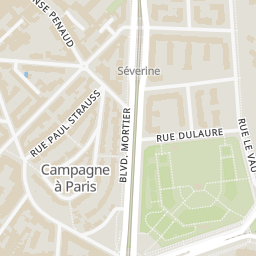 NSE PENAUD
Séverine
RUE PAUL STRAUSS
BLVD. MORTIER
RUE DULAURE
RUE LE VAU
Campagne
à Paris